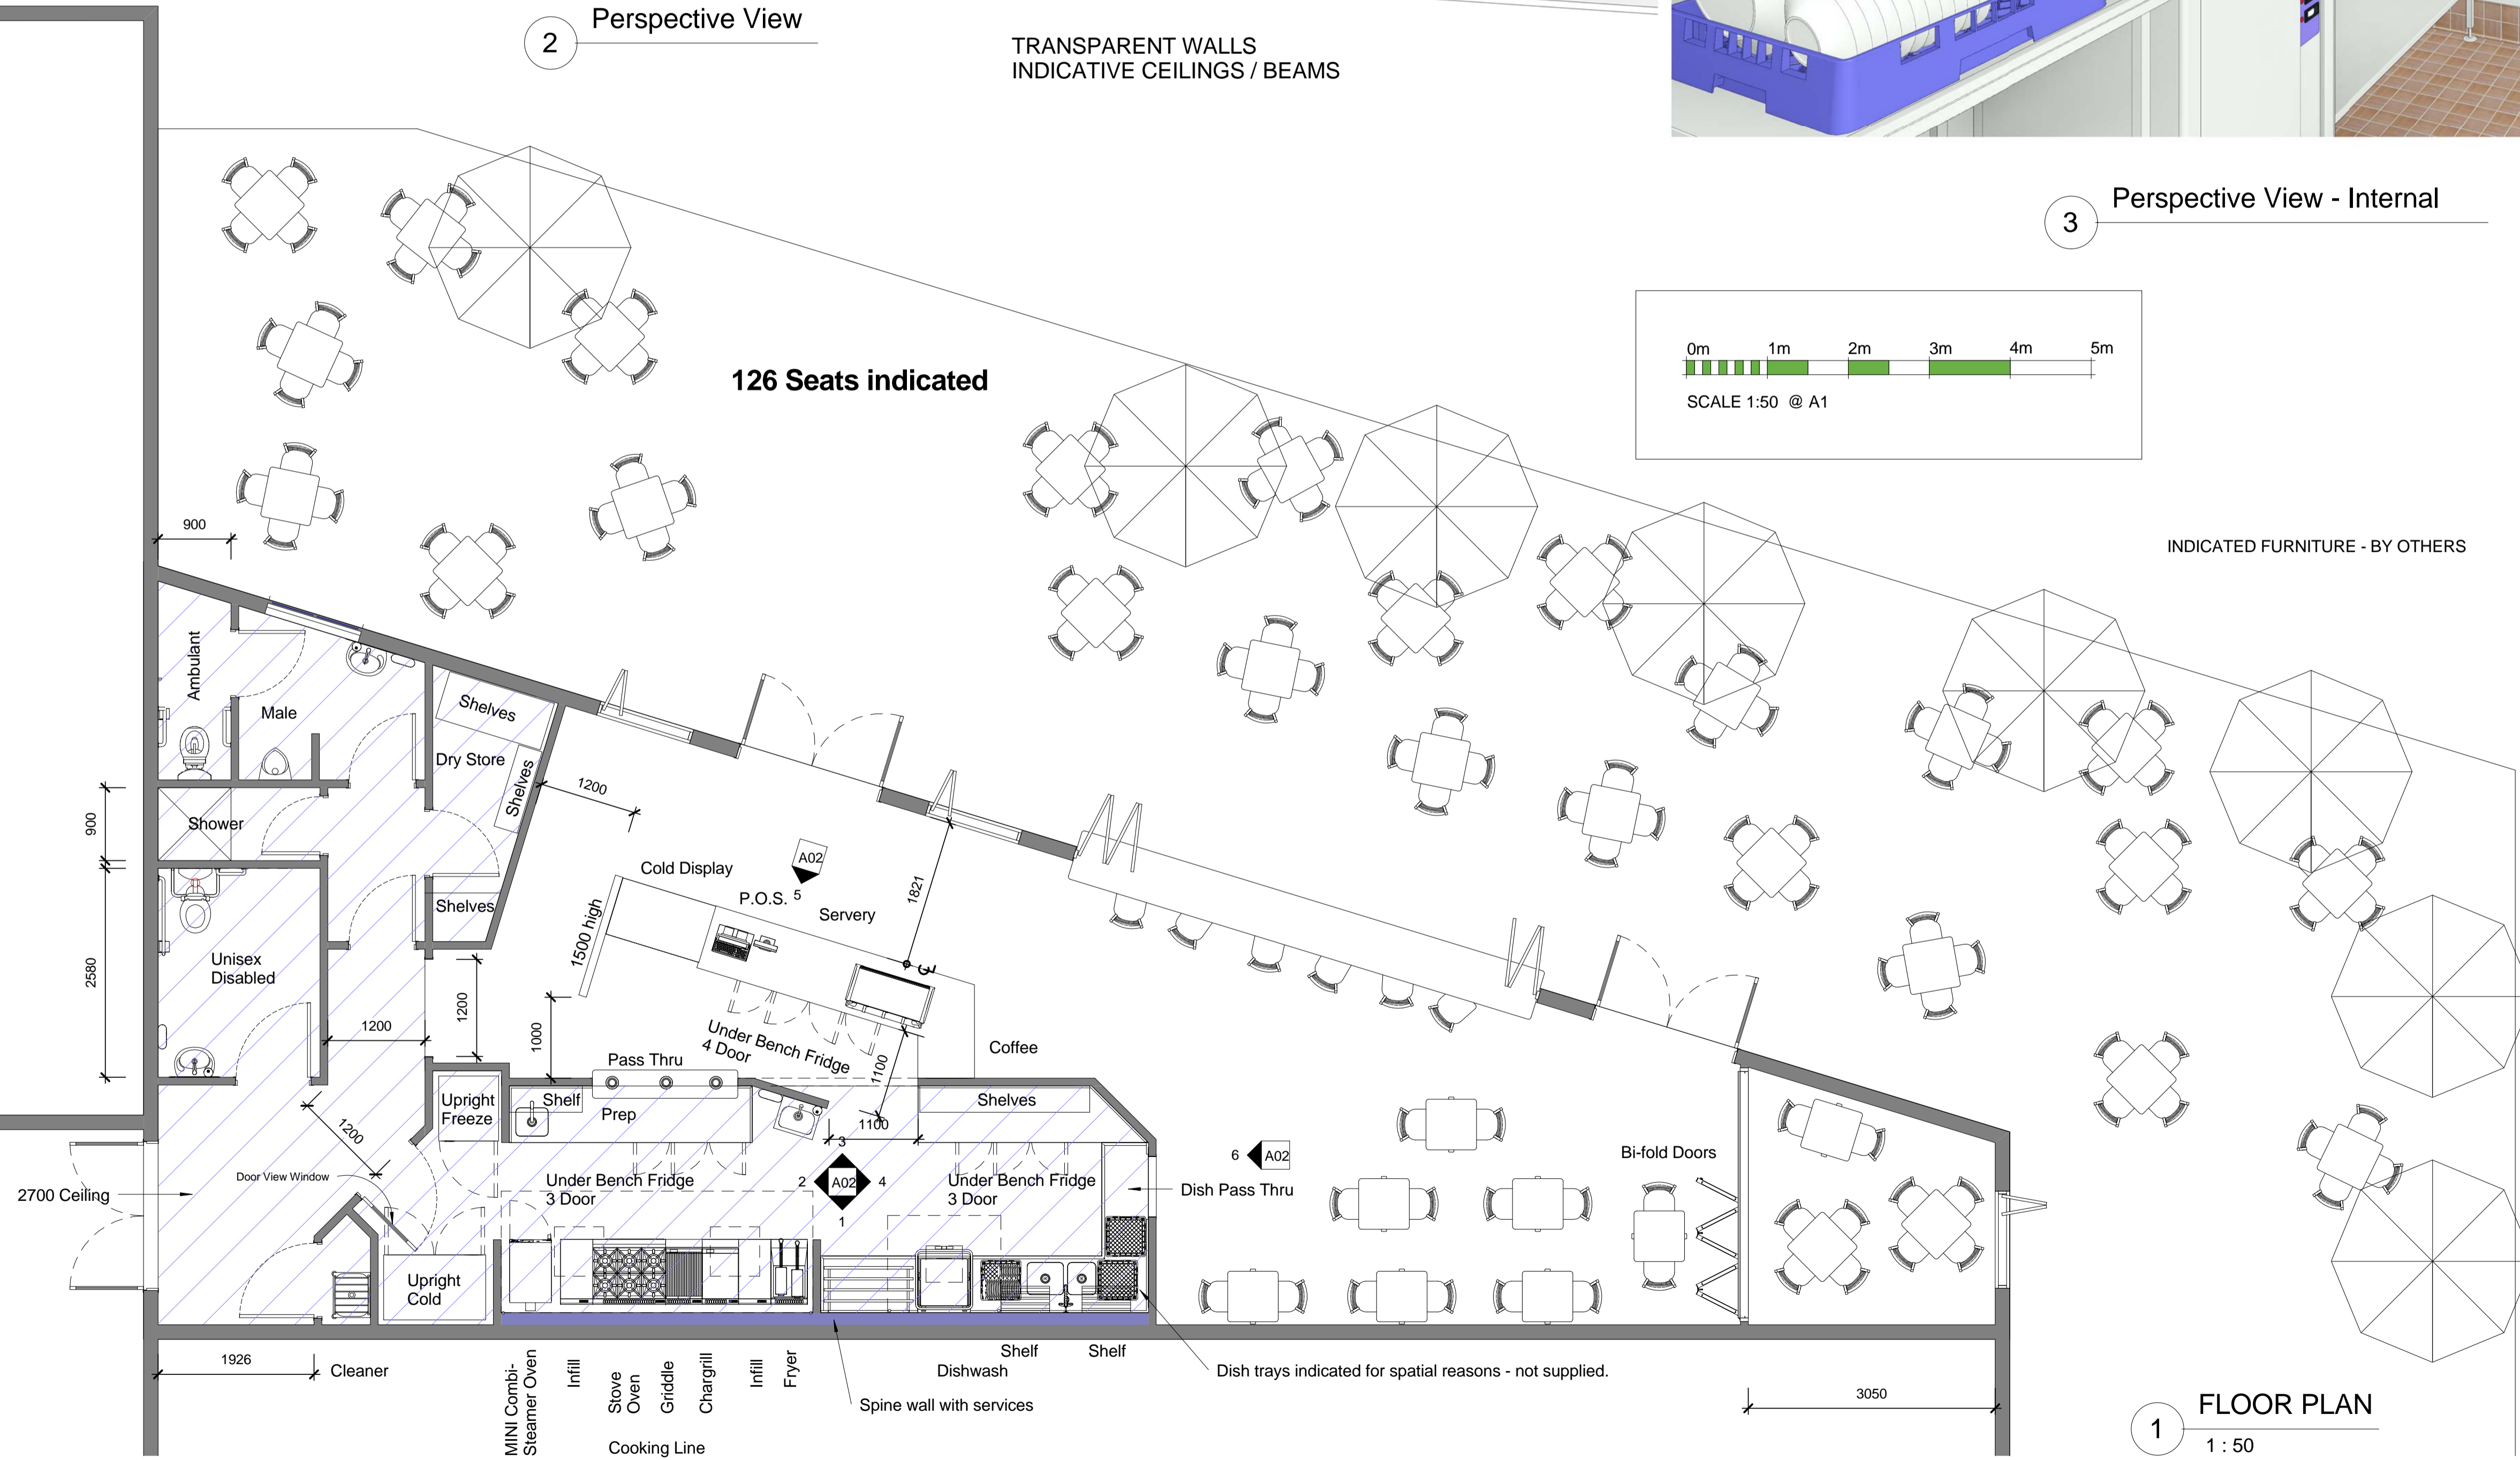 2
Perspective View
TRANSPARENT WALLS
INDICATIVE CEILINGS / BEAMS
3
Perspective View - Internal
0m 1m 2m 3m 4m 5m
SCALE 1:50 @ A1
126 Seats indicated
INDICATED FURNITURE - BY OTHERS
900
Ambulant
Male
Shelves
Dry Store
Shelves
1200
900
Shower
Cold Display
A02
5
P.O.S.
Servery
1821
Shelves
1500 high
2580
Unisex
Disabled
3
1200
1200
1000
Under Bench Fridge
4 Door
1100
Coffee
Pass Thru
Upright
Freeze
Shelf
Prep
Shelves
1200
1100
3
2 A02 4
1
6 A02
Bi-fold Doors
Door View Window
2700 Ceiling
Under Bench Fridge
3 Door
Under Bench Fridge
3 Door
Dish Pass Thru
Upright
Cold
1926
Cleaner
MINI Combi-
Steamer Oven
Infill
Stove
Oven
Griddle
Chargrill
Infill
Fryer
Cooking Line
Shelf
Shelf
Dishwash
Dish trays indicated for spatial reasons - not supplied.
Spine wall with services
3050
1
FLOOR PLAN
1 : 50